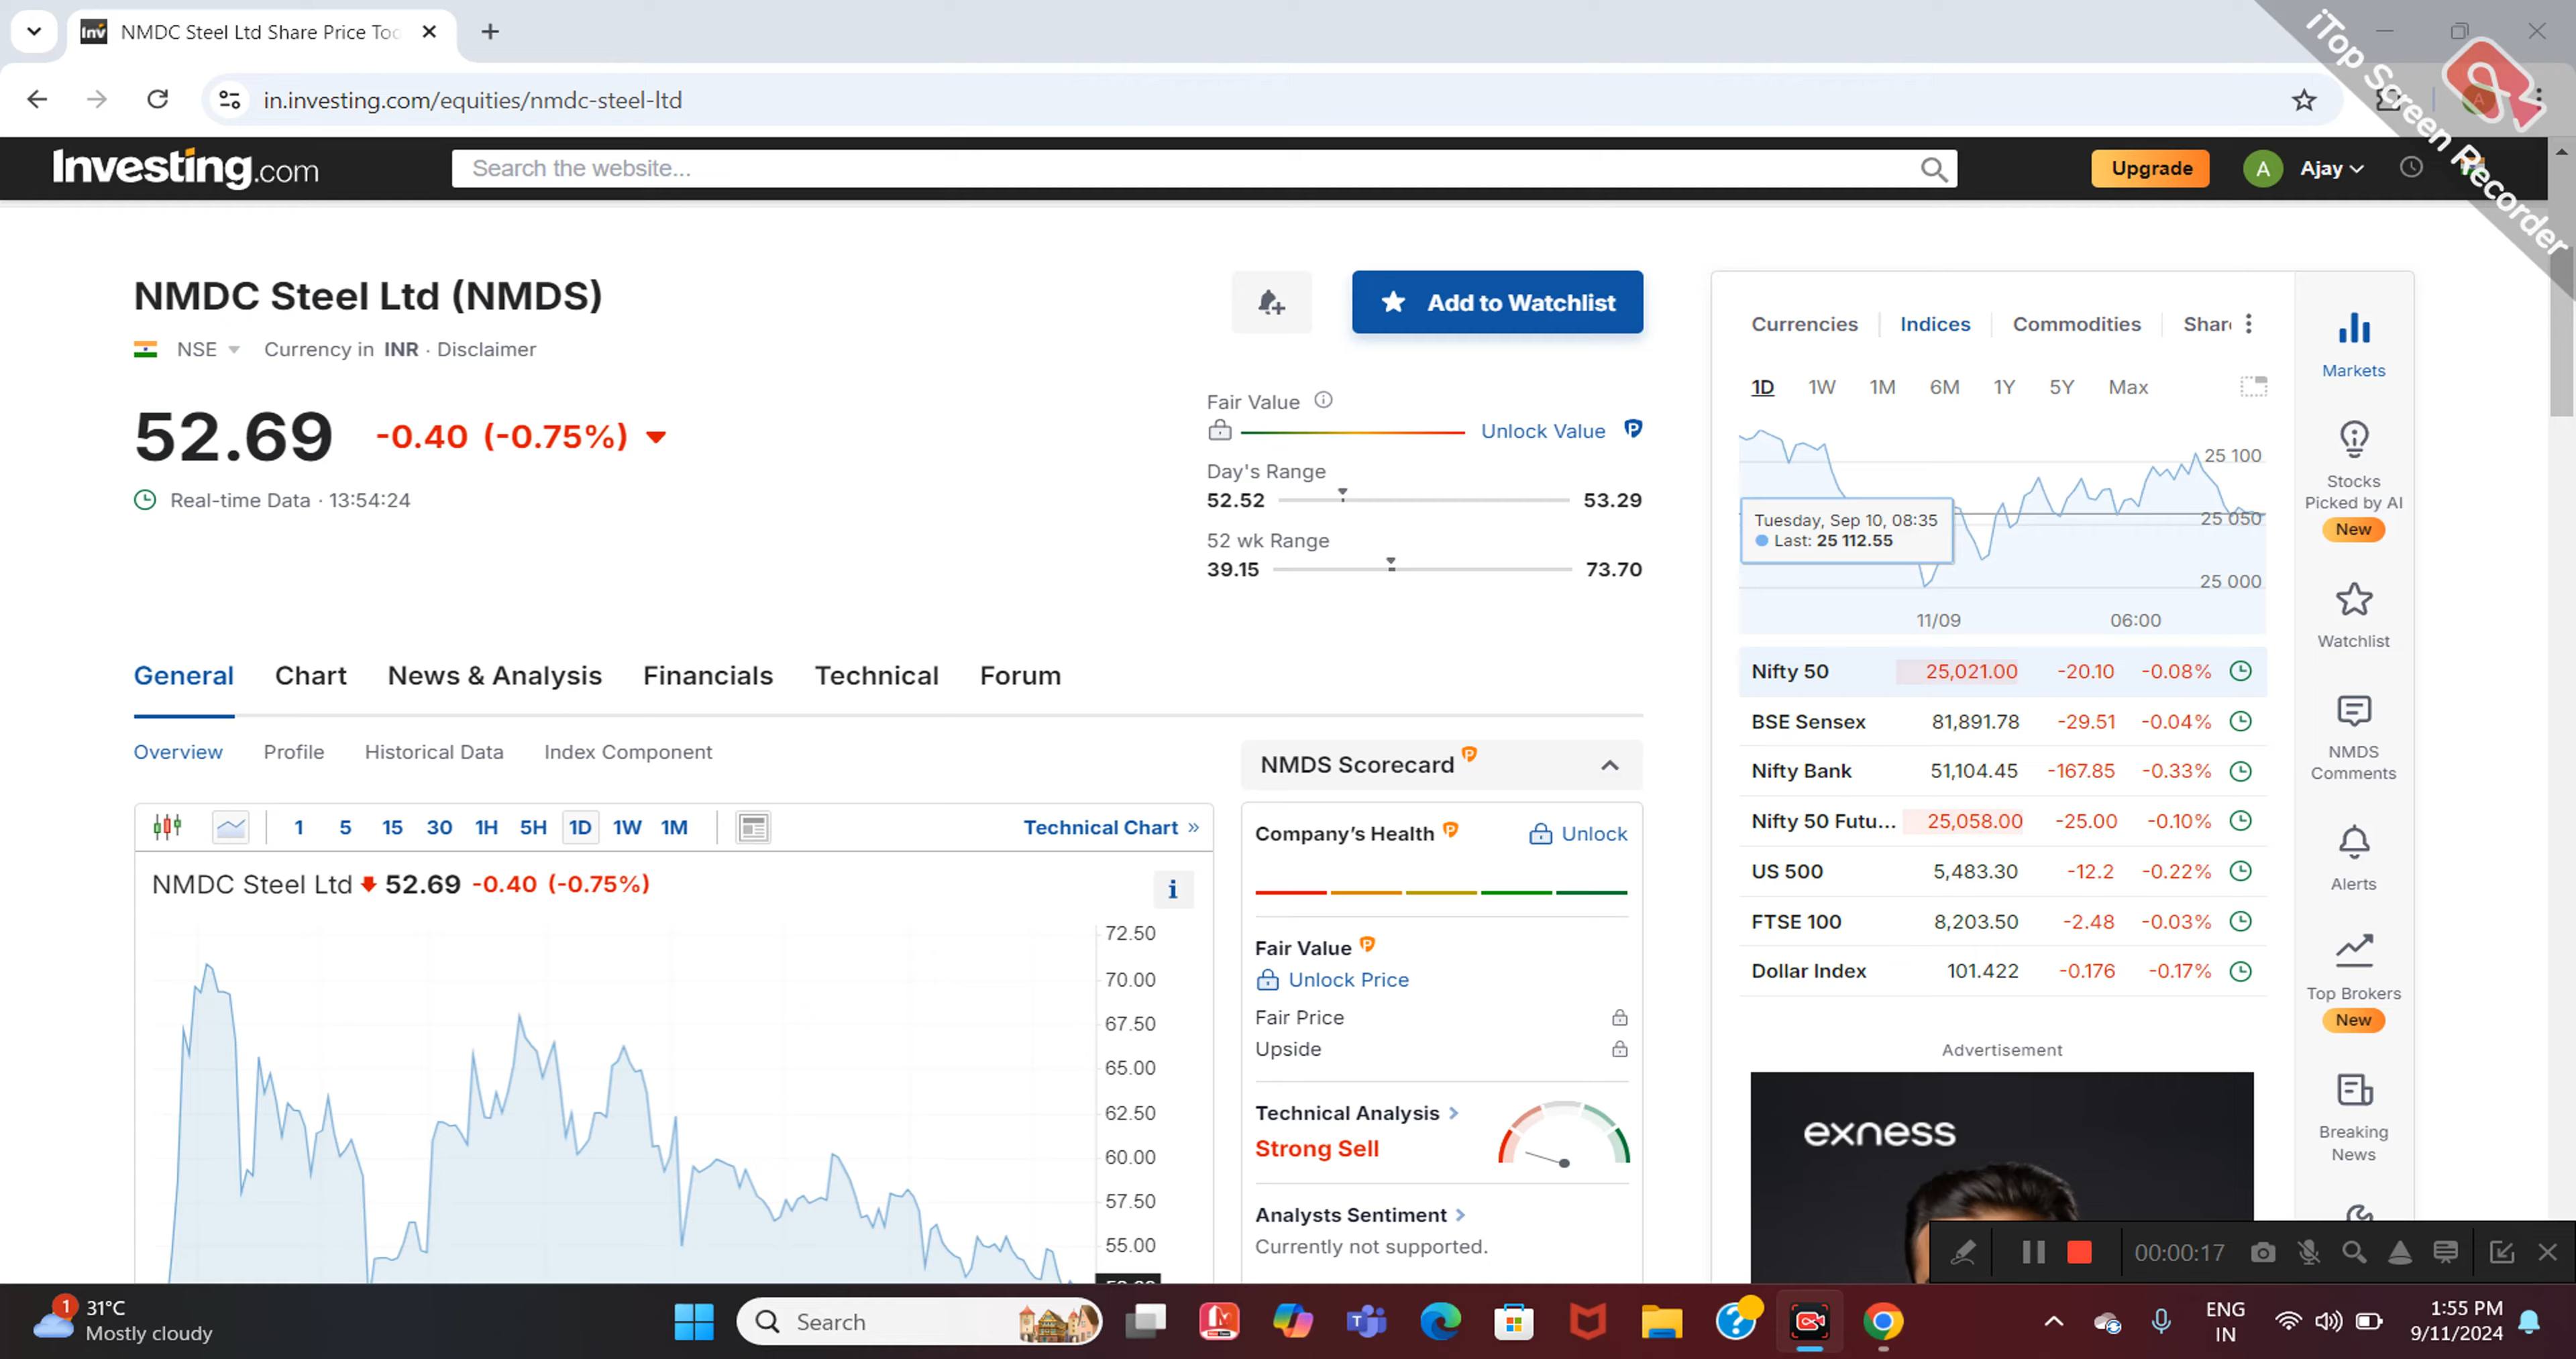 NMDC Steel Ltd Share Price Too
in.investing.com/equities/nmdc-steel-ltd
iTop Screen Recorder
Investing.com
Search the website...
Upgrade
A
Ajay
NMDC Steel Ltd (NMDS)
NSE Currency in INR · Disclaimer
52.69 -0.40 (-0.75%)
Real-time Data · 13:54:24
Add to Watchlist
Fair Value
Unlock Value
Day's Range
52.52 53.29
52 wk Range
39.15 73.70
General Chart News & Analysis Financials Technical Forum
Overview Profile Historical Data Index Component
1 5 15 30 1H 5H 1D 1W 1M Technical Chart »
NMDC Steel Ltd 52.69 -0.40 (-0.75%)
i
72.50
70.00
67.50
65.00
62.50
60.00
57.50
55.00
NMDS Scorecard
Company's Health Unlock
Fair Value
Unlock Price
Fair Price
Upside
Technical Analysis
Strong Sell
Analysts Sentiment
Currently not supported.
Currencies Indices Commodities Share
1D 1W 1M 6M 1Y 5Y Max
25 100
25 050
25 000
Tuesday, Sep 10, 08:35
Last: 25 112.55
11/09 06:00
Nifty 50 25,021.00 -20.10 -0.08%
BSE Sensex 81,891.78 -29.51 -0.04%
Nifty Bank 51,104.45 -167.85 -0.33%
Nifty 50 Futu... 25,058.00 -25.00 -0.10%
US 500 5,483.30 -12.2 -0.22%
FTSE 100 8,203.50 -2.48 -0.03%
Dollar Index 101.422 -0.176 -0.17%
Advertisement
exness
Markets
Stocks
Picked by AI
New
Watchlist
NMDS
Comments
Alerts
Top Brokers
New
Breaking
News
00:00:17
1
31°C
Mostly cloudy
Search
ENG
IN
1:55 PM
9/11/2024